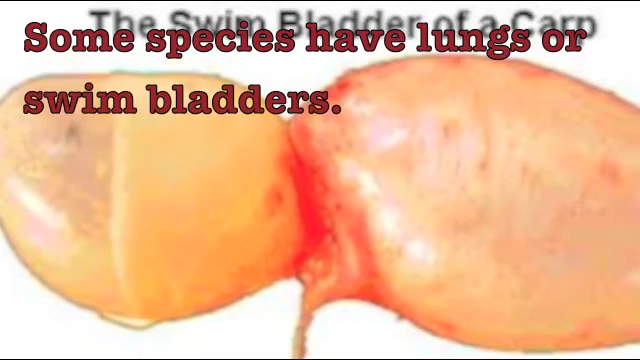 The Swim Bladder of a Carp
Some species have lungs or
swim bladders.